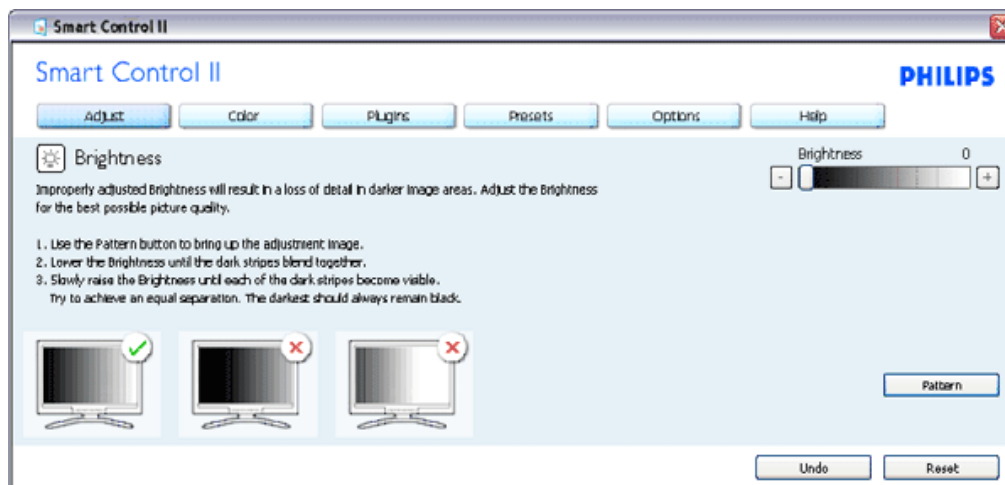 Smart Control II
Smart Control II
PHILIPS
Adjust Color Plugins Presets Options Help
Brightness
Brightness 0
Improperly adjusted Brightness will result in a loss of detail in darker image areas. Adjust the Brightness
for the best possible picture quality.
- +
1. Use the Pattern button to bring up the adjustment image.
2. Lower the Brightness until the dark stripes blend together.
3. Slowly raise the Brightness until each of the dark stripes become visible.
Try to achieve an equal separation. The darkest should always remain black.
Pattern
Undo Reset